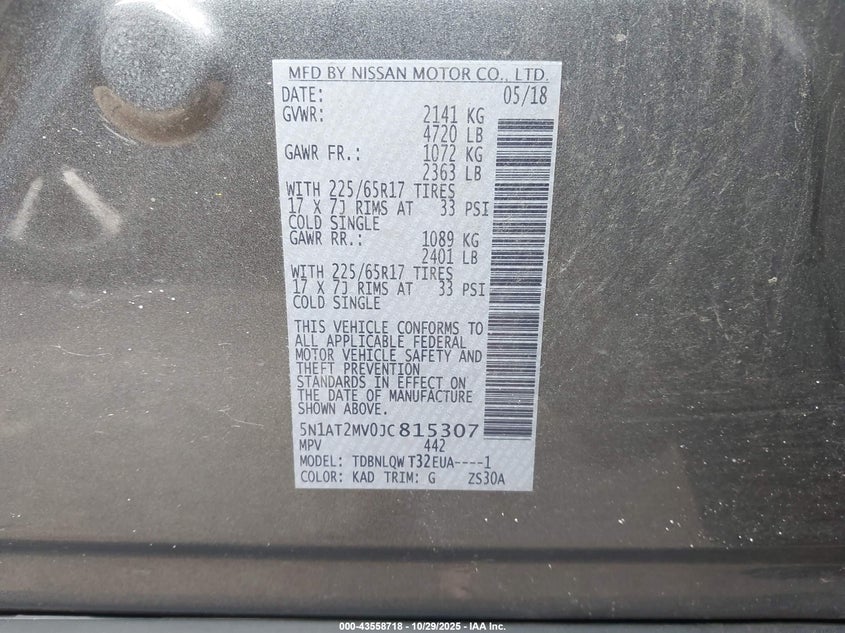 MFD BY NISSAN MOTOR CO., LTD.
DATE: 05/18
GVWR: 2141 KG
4720 LB
GAWR FR.: 1072 KG
2363 LB
WITH 225/65R17 TIRES
17 X 7J RIMS AT 33 PSI
COLD SINGLE
GAWR RR.: 1089 KG
2401 LB
WITH 225/65R17 TIRES
17 X 7J RIMS AT 33 PSI
COLD SINGLE
THIS VEHICLE CONFORMS TO
ALL APPLICABLE FEDERAL
MOTOR VEHICLE SAFETY AND
THEFT PREVENTION
STANDARDS IN EFFECT ON
THE DATE OF MANUFACTURE
SHOWN ABOVE.
5N1AT2MV0JC815307
MPV 442
MODEL: TDBNLQW T32EUA----1
COLOR: KAD TRIM: G ZS30A
000-43558718 - 10/29/2025 - IAA Inc.